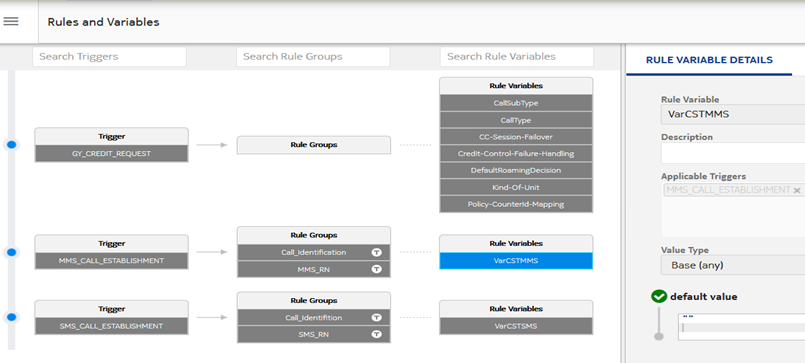 Rules and Variables
Search Triggers
Search Rule Groups
Search Rule Variables
RULE VARIABLE DETAILS
Trigger
GY_CREDIT_REQUEST
Rule Groups
Rule Variables
CallSubType
CallType
CC-Session-Failover
Credit-Control-Failure-Handling
DefaultRoamingDecision
Kind-Of-Unit
Policy-CounterId-Mapping
Trigger
MMS_CALL_ESTABLISHMENT
Rule Groups
Call_Identification T
MMS_RN T
Rule Variables
VarCSTMMS
Trigger
SMS_CALL_ESTABLISHMENT
Rule Groups
Call_Identifition T
SMS_RN T
Rule Variables
VarCSTSMS
Rule Variable
VarCSTMMS
Description
Applicable Triggers
MMS_CALL_ESTABLISHMENT ×
Value Type
Base (any)
default value
""